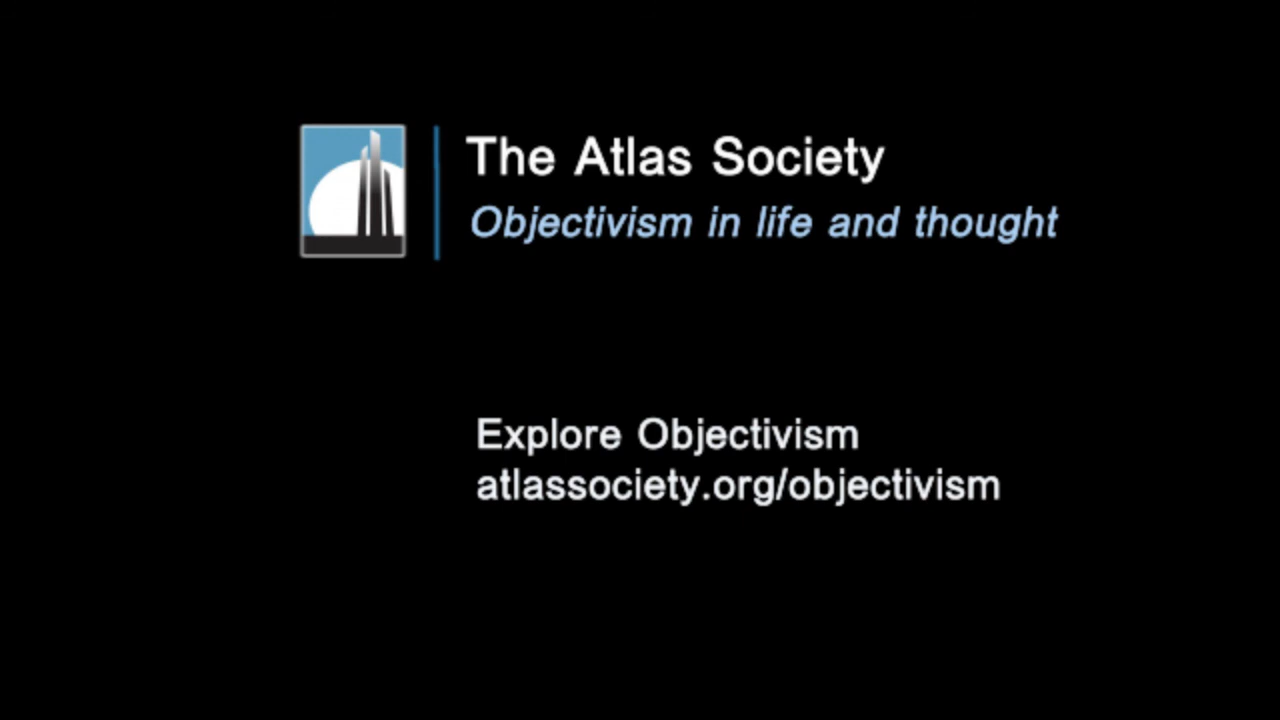 The Atlas Society
Objectivism in life and thought
Explore Objectivism
atlassociety.org/objectivism